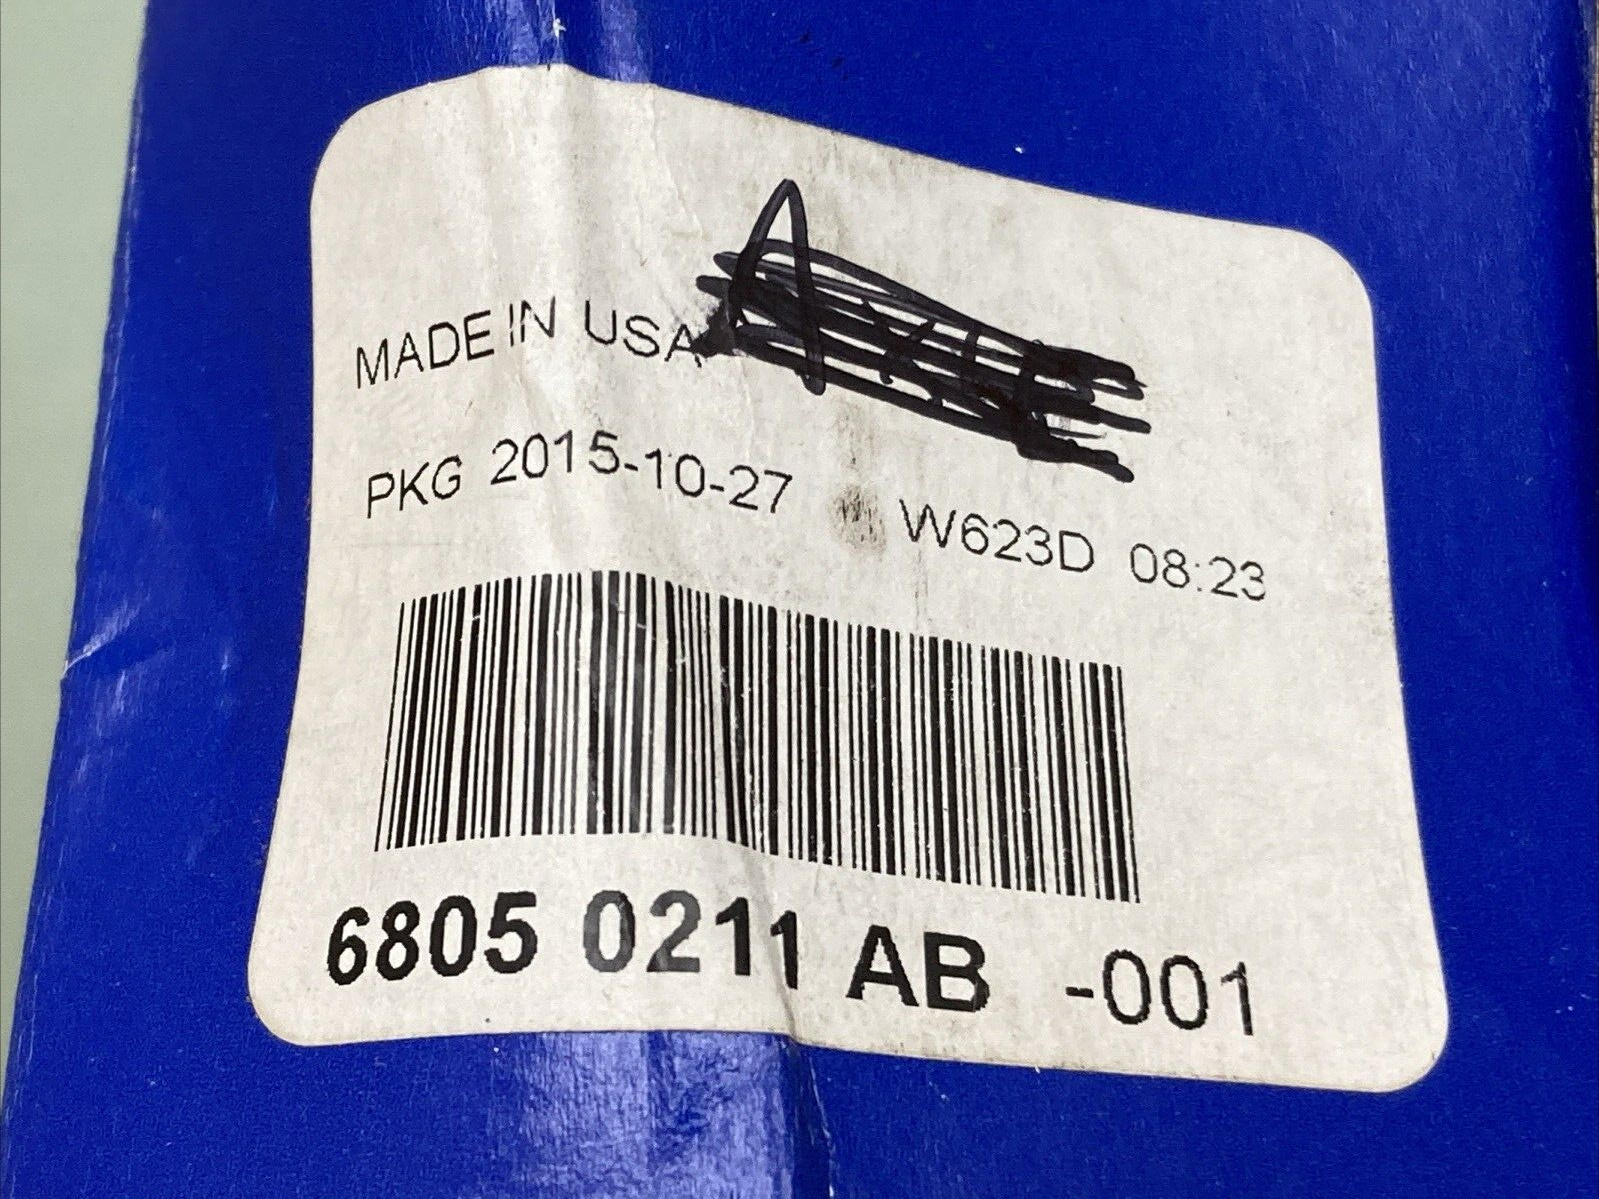 MADE IN USA
PKG 2015-10-27 W623D 08:23
6805 0211 AB -001